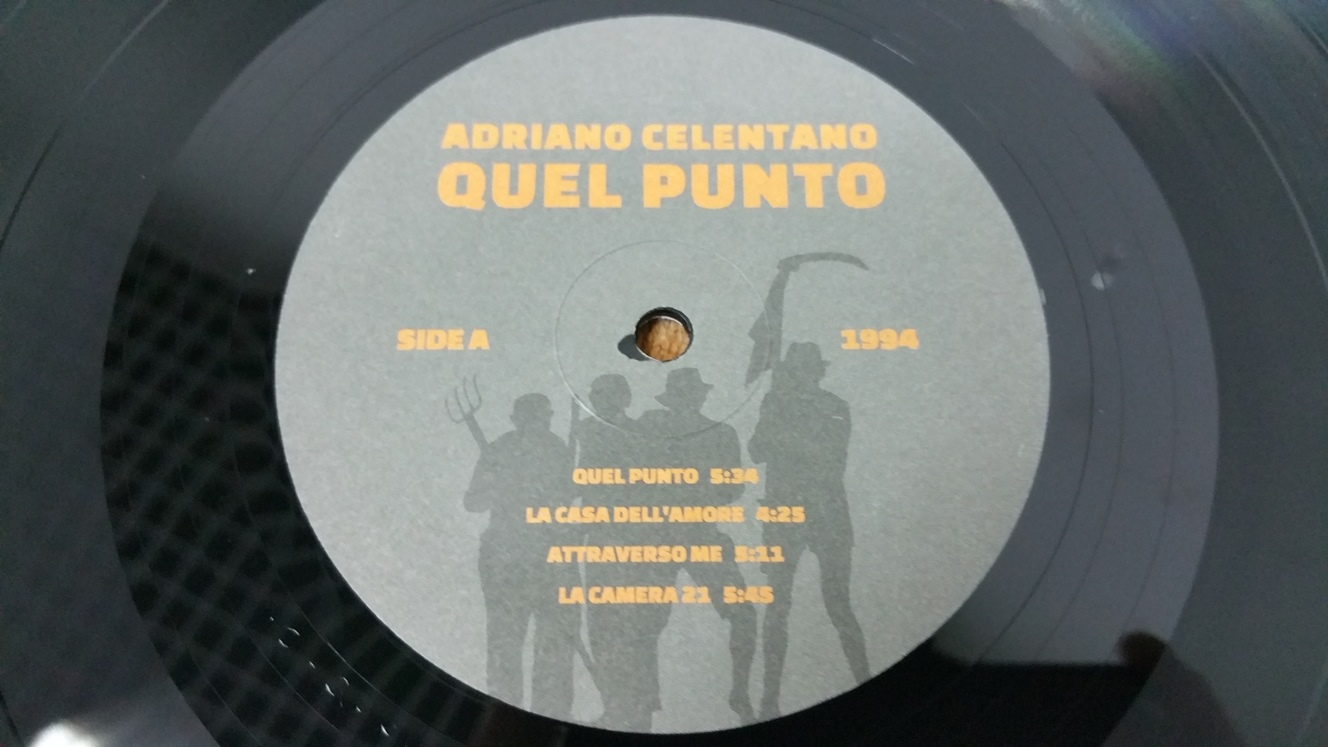 ADRIANO CELENTANO
QUEL PUNTO
SIDE A
1994
QUEL PUNTO 5:34
LA CASA DELL'AMORE 4:25
ATTRAVERSO ME 5:11
LA CAMERA 21 5:45